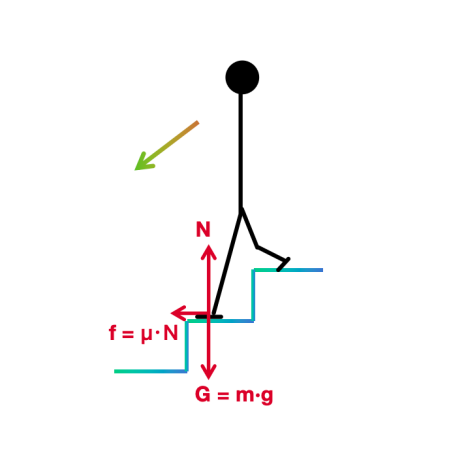 N
f = μ·N
G = m·g